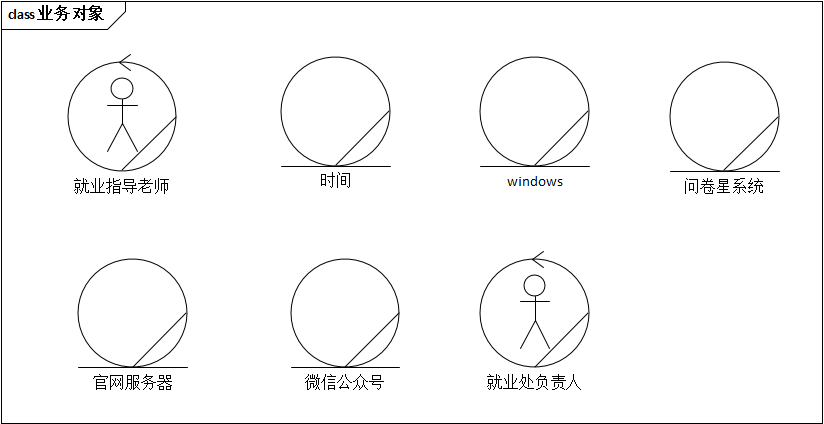 class 业务对象
就业指导老师
时间
windows
问卷星系统
官网服务器
微信公众号
就业处负责人